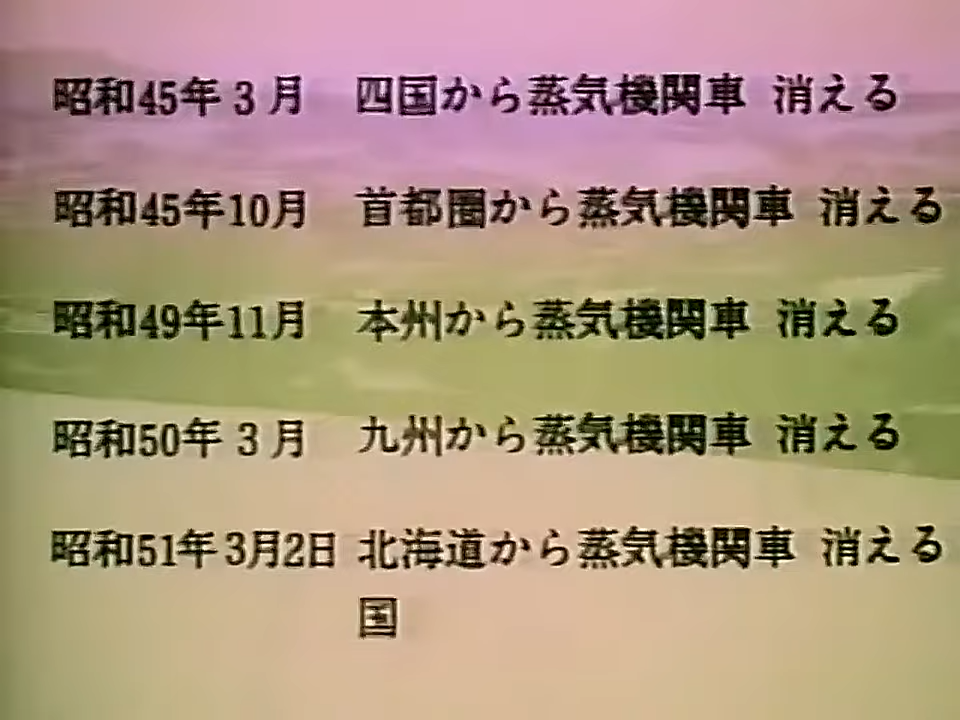 昭和45年 3月 四国から蒸気機関車 消える
昭和45年10月 首都圏から蒸気機関車 消える
昭和49年11月 本州から蒸気機関車 消える
昭和50年 3月 九州から蒸気機関車 消える
昭和51年 3月2日 北海道から蒸気機関車 消える
国